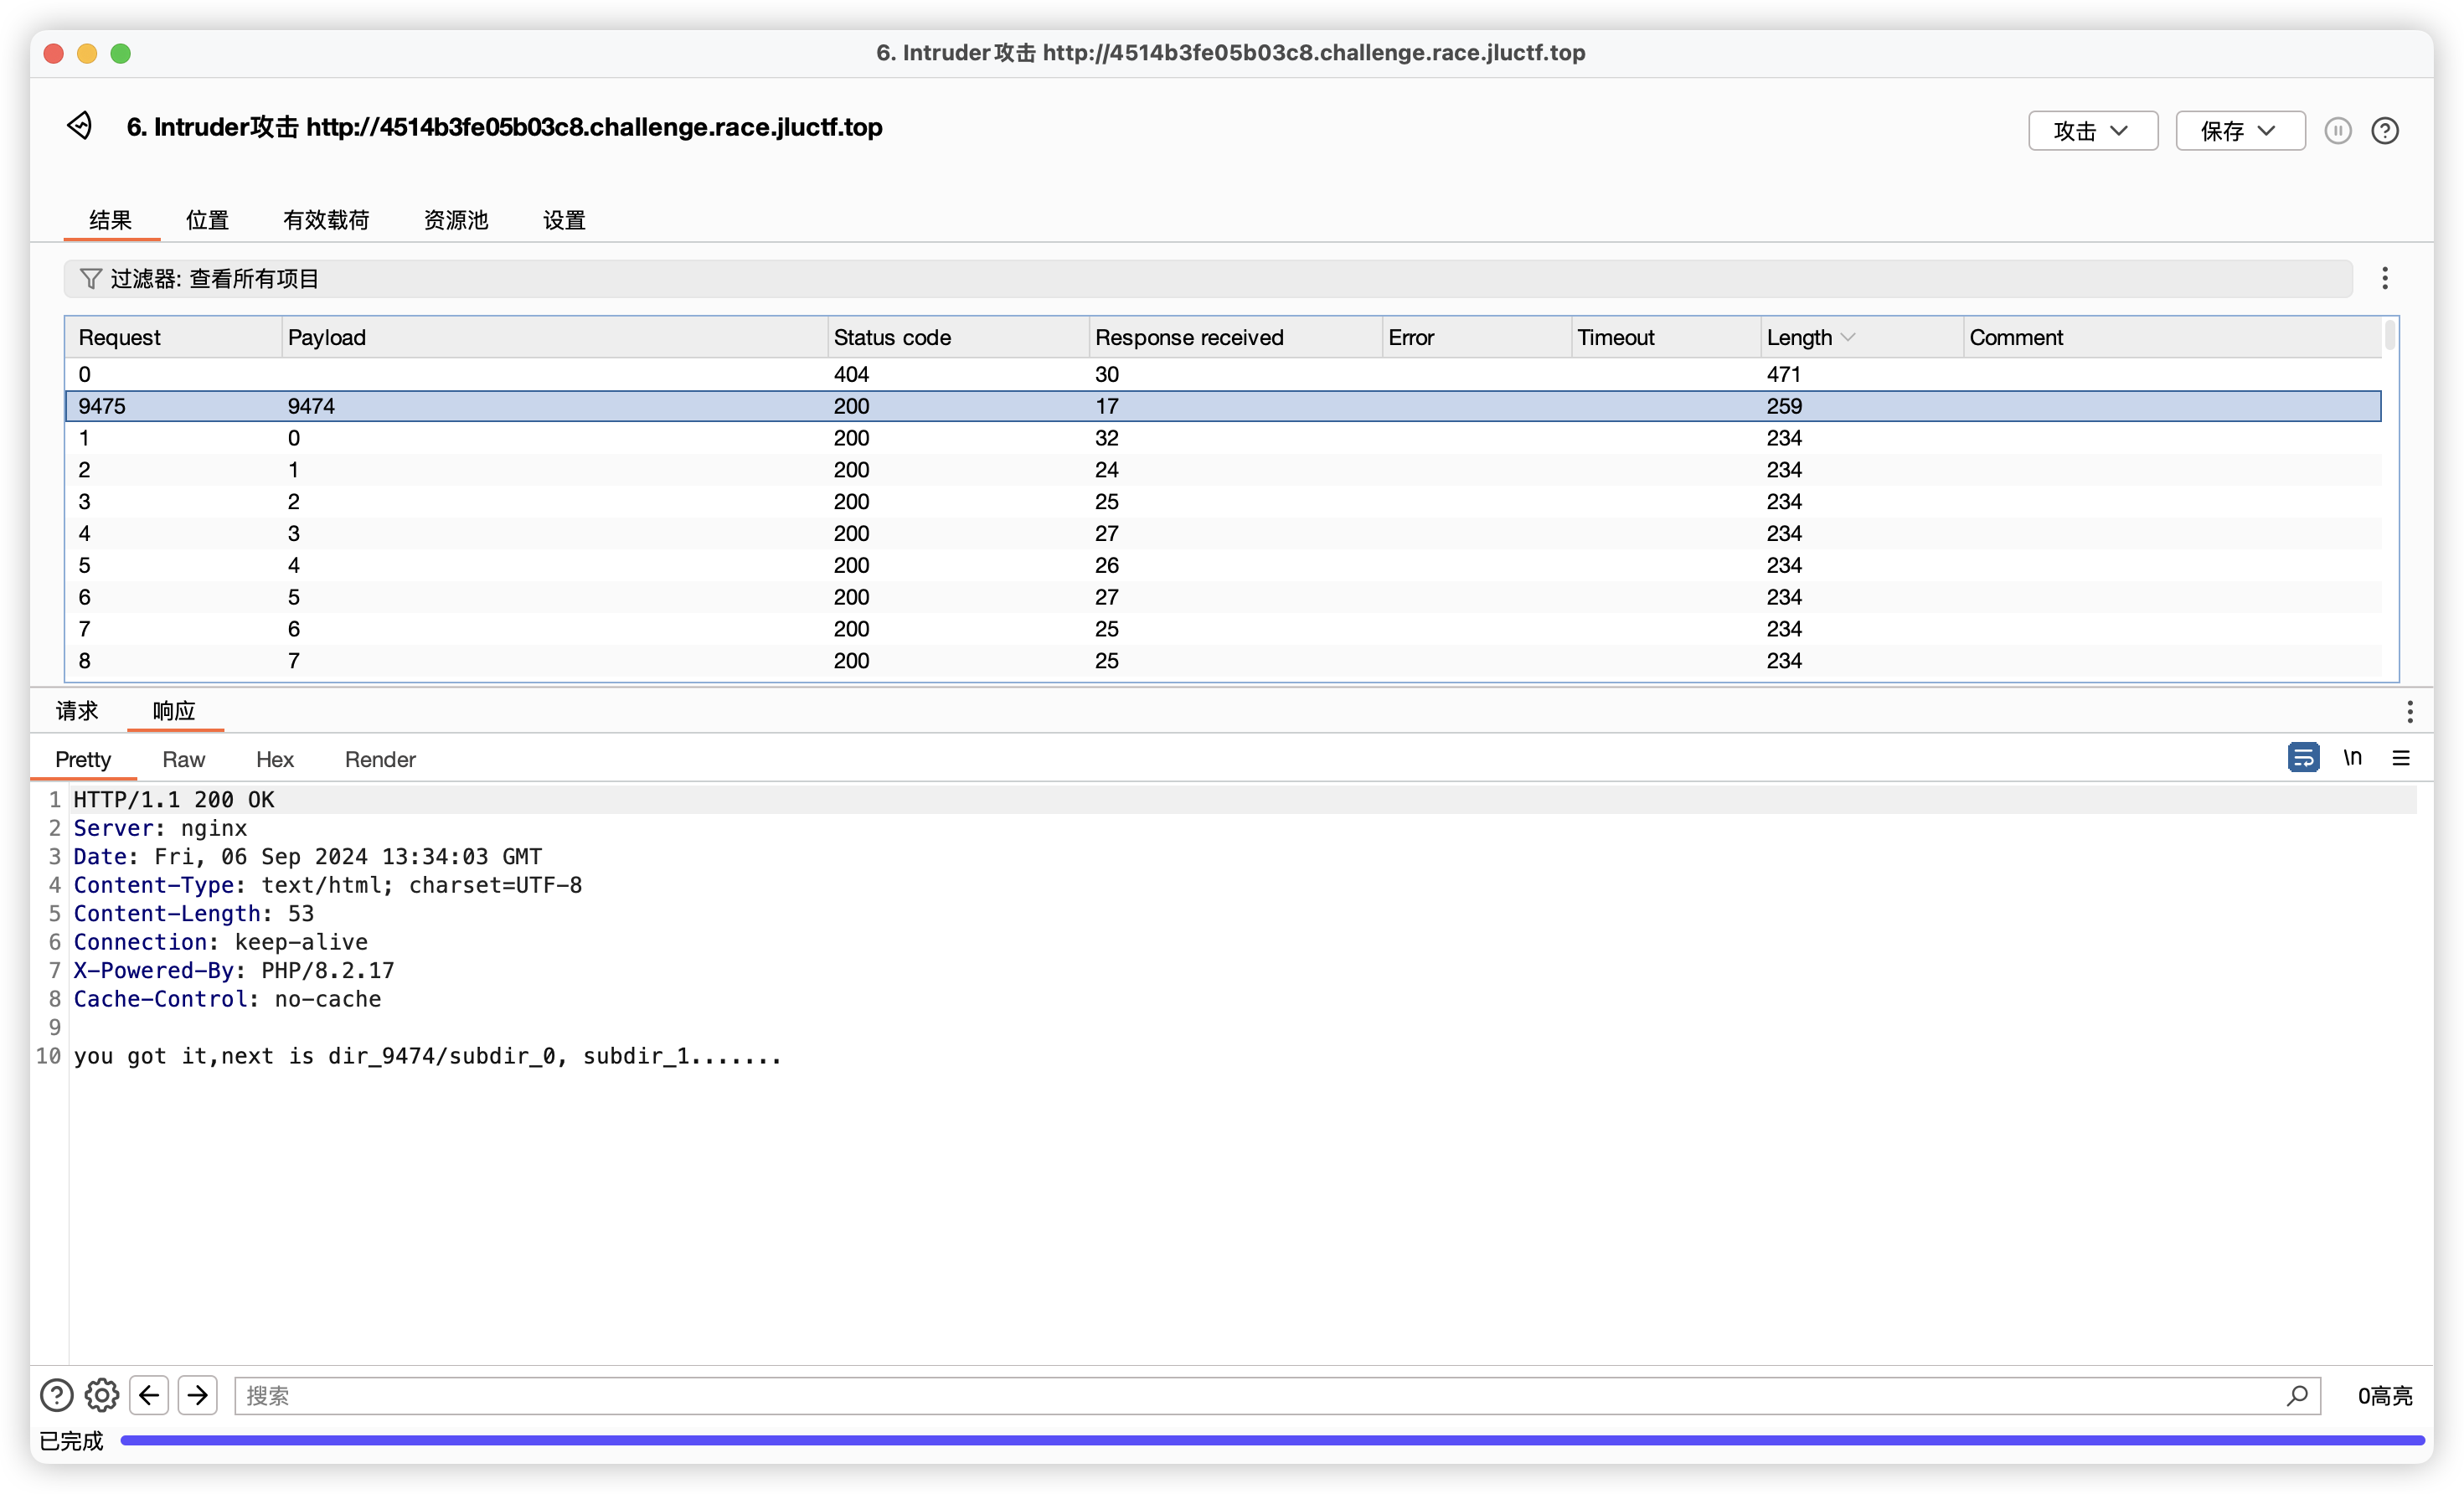 6. Intruder攻击 http://4514b3fe05b03c8.challenge.race.jluctf.top
6. Intruder攻击 http://4514b3fe05b03c8.challenge.race.jluctf.top
攻击 保存
结果 位置 有效载荷 资源池 设置
过滤器: 查看所有项目
Request Payload Status code Response received Error Timeout Length Comment
0 404 30 471
9475 9474 200 17 259
1 0 200 32 234
2 1 200 24 234
3 2 200 25 234
4 3 200 27 234
5 4 200 26 234
6 5 200 27 234
7 6 200 25 234
8 7 200 25 234
请求 响应
Pretty Raw Hex Render \n
1 HTTP/1.1 200 OK
2 Server: nginx
3 Date: Fri, 06 Sep 2024 13:34:03 GMT
4 Content-Type: text/html; charset=UTF-8
5 Content-Length: 53
6 Connection: keep-alive
7 X-Powered-By: PHP/8.2.17
8 Cache-Control: no-cache
9
10 you got it,next is dir_9474/subdir_0, subdir_1.......
搜索 0高亮
已完成